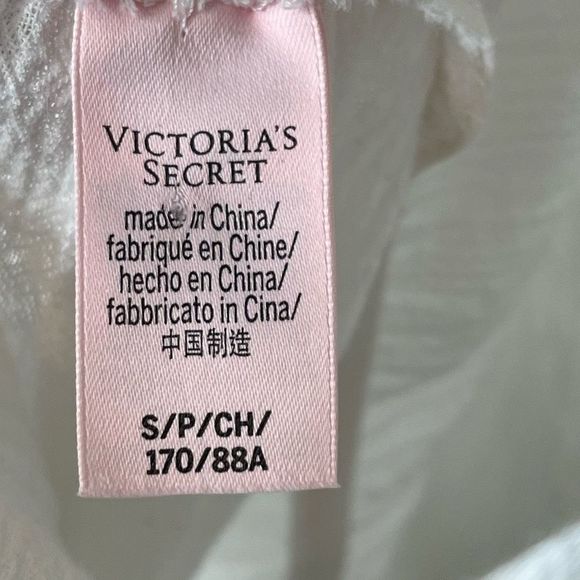 VICTORIA'S
SECRET
made in China/
fabriqué en Chine/
hecho en China/
fabbricato in Cina/
中国制造
S/P/CH/
170/88A